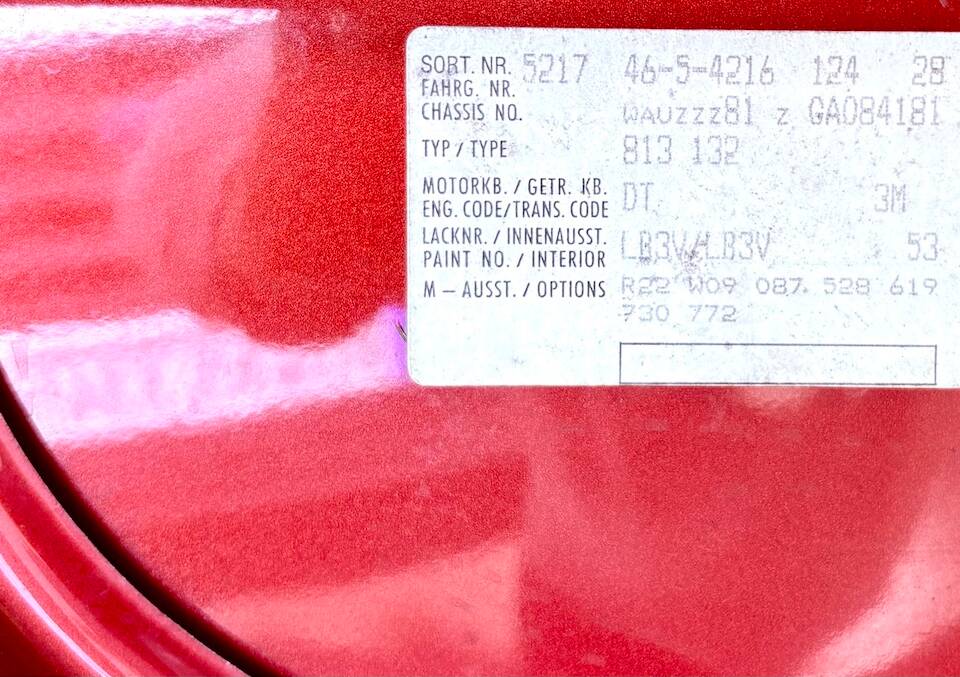 SORT. NR. 5217 46-5-4216 124 28
FAHRG. NR.
CHASSIS NO. WAUZZZ81 Z GA084181
TYP / TYPE 813 132
MOTORKB. / GETR. KB. DT 3M
ENG. CODE/TRANS. CODE
LACKNR. / INNENAUSST. LB3V/LB3V 53
PAINT NO. / INTERIOR
M – AUSST. / OPTIONS R22 W09 087 528 619
730 772